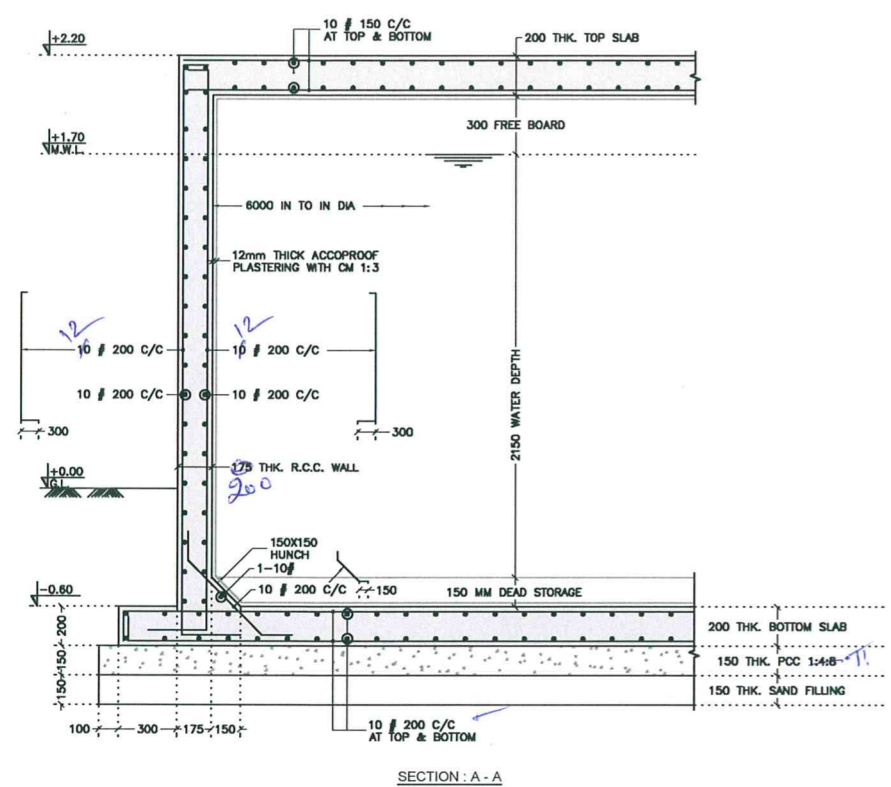 10 # 150 C/C
AT TOP & BOTTOM
200 THK. TOP SLAB
+2.20
300 FREE BOARD
+1.70
M.W.L.
6000 IN TO IN DIA
12mm THICK ACCOPROOF
PLASTERING WITH CM 1:3
12
12
10 # 200 C/C
10 # 200 C/C
10 # 200 C/C
10 # 200 C/C
300
300
2150 WATER DEPTH
175 THK. R.C.C. WALL
200
+0.00
G.L.
150X150
HUNCH
1-10#
10 # 200 C/C
150
150 MM DEAD STORAGE
-0.60
200
150
150
200 THK. BOTTOM SLAB
150 THK. PCC 1:4:8
150 THK. SAND FILLING
100
300
175
150
10 # 200 C/C
AT TOP & BOTTOM
SECTION : A - A